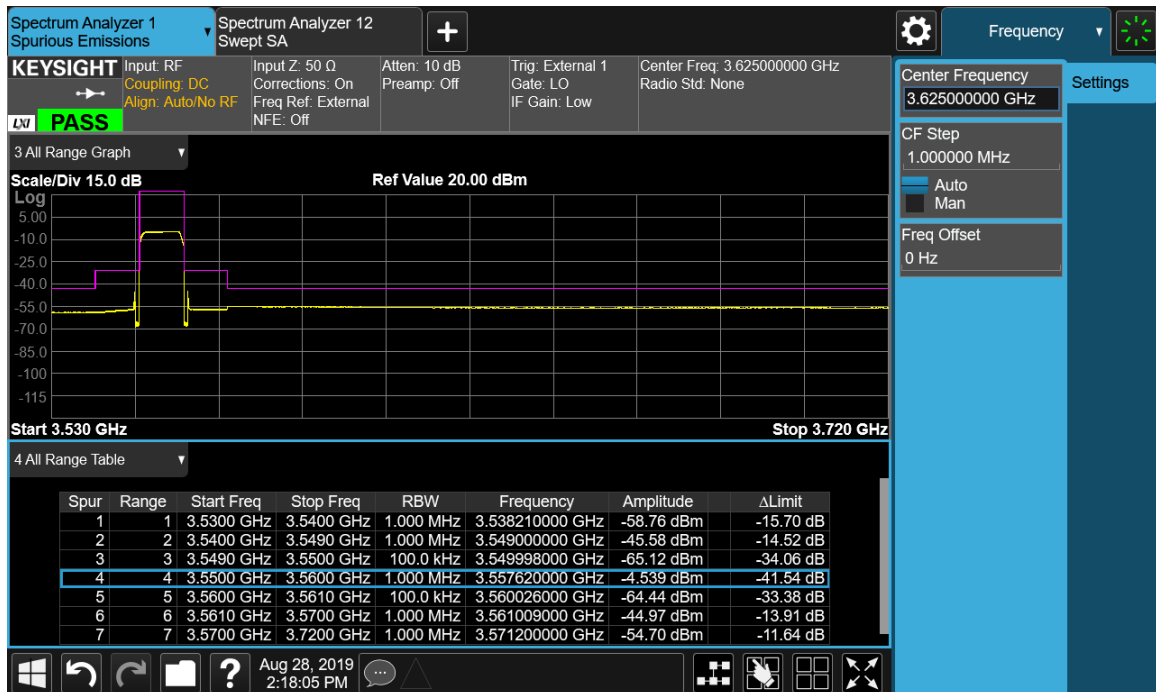 Spectrum Analyzer 1
Spurious Emissions
Spectrum Analyzer 12
Swept SA
Frequency
KEYSIGHT
LXI PASS
Input: RF
Coupling: DC
Align: Auto/No RF
Input Z: 50 Ω
Corrections: On
Freq Ref: External
NFE: Off
Atten: 10 dB
Preamp: Off
Trig: External 1
Gate: LO
IF Gain: Low
Center Freq: 3.625000000 GHz
Radio Std: None
Center Frequency
3.625000000 GHz
Settings
CF Step
1.000000 MHz
Auto
Man
Freq Offset
0 Hz
3 All Range Graph
Scale/Div 15.0 dB Ref Value 20.00 dBm
Log
5.00
-10.0
-25.0
-40.0
-55.0
-70.0
-85.0
-100
-115
Start 3.530 GHz Stop 3.720 GHz
4 All Range Table
Spur Range Start Freq Stop Freq RBW Frequency Amplitude ΔLimit
1 1 3.5300 GHz 3.5400 GHz 1.000 MHz 3.538210000 GHz -58.76 dBm -15.70 dB
2 2 3.5400 GHz 3.5490 GHz 1.000 MHz 3.549000000 GHz -45.58 dBm -14.52 dB
3 3 3.5490 GHz 3.5500 GHz 100.0 kHz 3.549998000 GHz -65.12 dBm -34.06 dB
4 4 3.5500 GHz 3.5600 GHz 1.000 MHz 3.557620000 GHz -4.539 dBm -41.54 dB
5 5 3.5600 GHz 3.5610 GHz 100.0 kHz 3.560026000 GHz -64.44 dBm -33.38 dB
6 6 3.5610 GHz 3.5700 GHz 1.000 MHz 3.561009000 GHz -44.97 dBm -13.91 dB
7 7 3.5700 GHz 3.7200 GHz 1.000 MHz 3.571200000 GHz -54.70 dBm -11.64 dB
?
Aug 28, 2019
2:18:05 PM